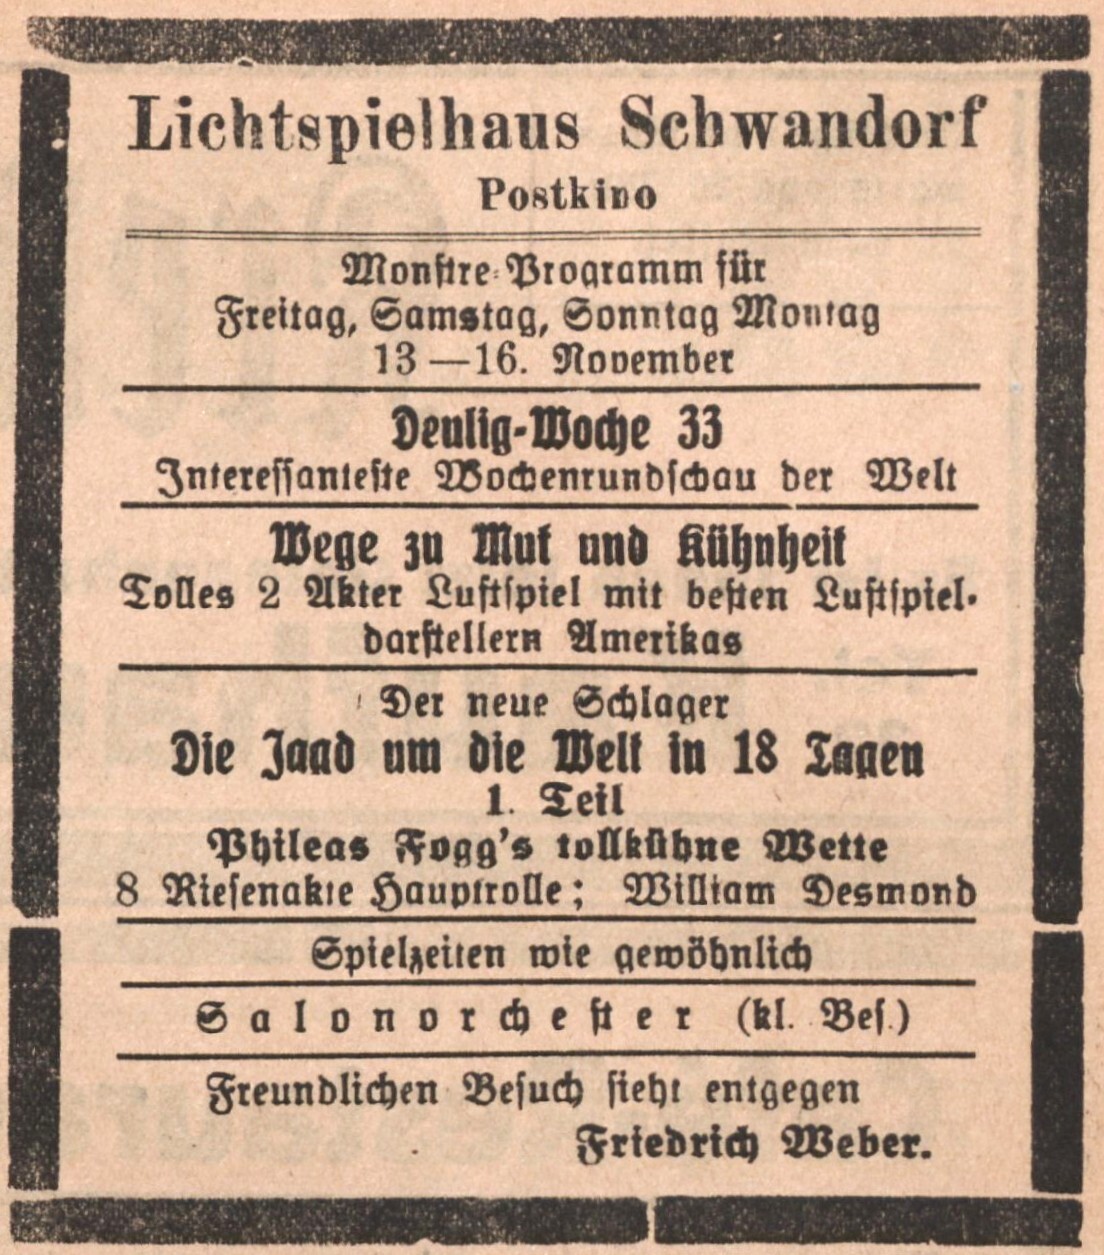 Lichtspielhaus Schwandorf
Postkino
Monstre-Programm für
Freitag, Samstag, Sonntag Montag
13—16. November
Deulig-Woche 33
Interessanteste Wochenrundschau der Welt
Wege zu Mut und Kühnheit
Tolles 2 Akter Lustspiel mit besten Lustspiel-
darstellern Amerikas
Der neue Schlager
Die Jagd um die Welt in 18 Tagen
1. Teil
Phileas Fogg's tollkühne Wette
8 Riesenakte Hauptrolle; William Desmond
Spielzeiten wie gewöhnlich
Salonorchester (kl. Bes.)
Freundlichen Besuch sieht entgegen
Friedrich Weber.